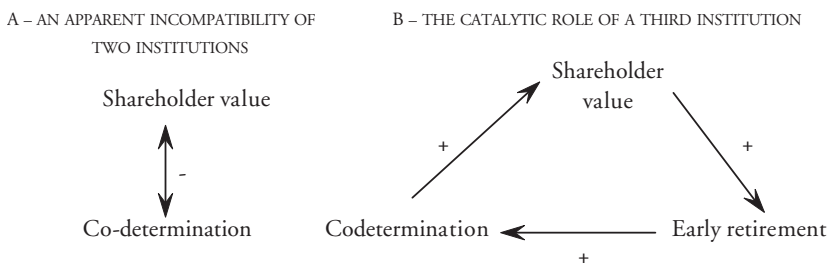 A – AN APPARENT INCOMPATIBILITY OF
TWO INSTITUTIONS
Shareholder value
-
Co-determination
B – THE CATALYTIC ROLE OF A THIRD INSTITUTION
Shareholder
value
+
+
Codetermination
Early retirement
+